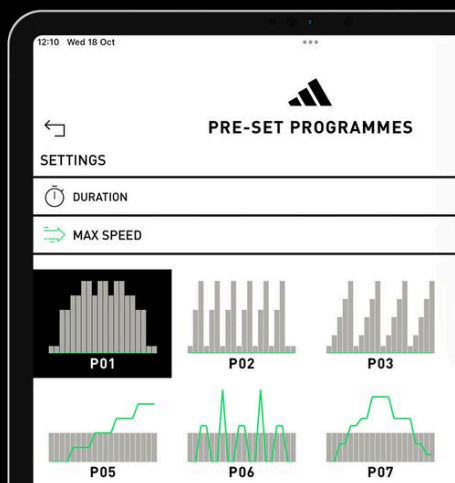 12:10 Wed 18 Oct
PRE-SET PROGRAMMES
SETTINGS
DURATION
MAX SPEED
P01 P02 P03
P05 P06 P07